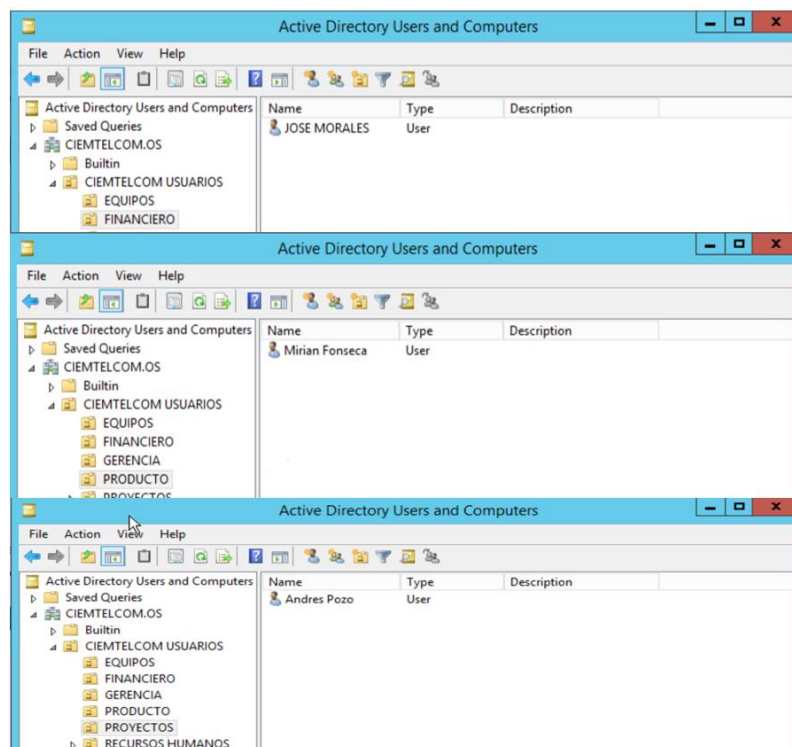 Active Directory Users and Computers
File Action View Help
Active Directory Users and Computers Name Type Description
Saved Queries JOSE MORALES User
CIEMTELCOM.OS
Builtin
CIEMTELCOM USUARIOS
EQUIPOS
FINANCIERO
Active Directory Users and Computers
File Action View Help
Active Directory Users and Computers Name Type Description
Saved Queries Mirian Fonseca User
CIEMTELCOM.OS
Builtin
CIEMTELCOM USUARIOS
EQUIPOS
FINANCIERO
GERENCIA
PRODUCTO
PROYECTOS
Active Directory Users and Computers
File Action View Help
Active Directory Users and Computers Name Type Description
Saved Queries Andres Pozo User
CIEMTELCOM.OS
Builtin
CIEMTELCOM USUARIOS
EQUIPOS
FINANCIERO
GERENCIA
PRODUCTO
PROYECTOS
RECURSOS HUMANOS